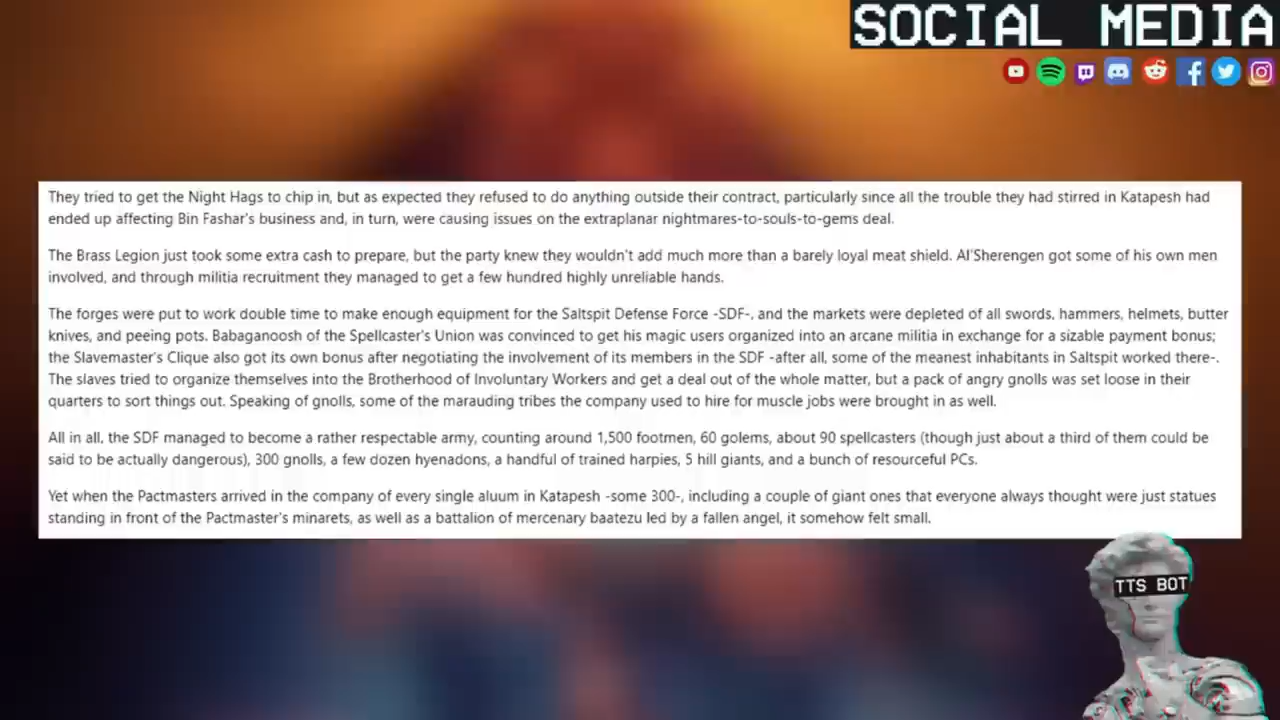 SOCIAL MEDIA
They tried to get the Night Hags to chip in, but as expected they refused to do anything outside their contract, particularly since all the trouble they had stirred in Katapesh had
ended up affecting Bin Fashar's business and, in turn, were causing issues on the extraplanar nightmares-to-souls-to-gems deal.
The Brass Legion just took some extra cash to prepare, but the party knew they wouldn't add much more than a barely loyal meat shield. Al'Sherengen got some of his own men
involved, and through militia recruitment they managed to get a few hundred highly unreliable hands.
The forges were put to work double time to make enough equipment for the Saltspit Defense Force -SDF-, and the markets were depleted of all swords, hammers, helmets, butter
knives, and peeing pots. Babaganoosh of the Spellcaster's Union was convinced to get his magic users organized into an arcane militia in exchange for a sizable payment bonus;
the Slavemaster's Clique also got its own bonus after negotiating the involvement of its members in the SDF -after all, some of the meanest inhabitants in Saltspit worked there-.
The slaves tried to organize themselves into the Brotherhood of Involuntary Workers and get a deal out of the whole matter, but a pack of angry gnolls was set loose in their
quarters to sort things out. Speaking of gnolls, some of the marauding tribes the company used to hire for muscle jobs were brought in as well.
All in all, the SDF managed to become a rather respectable army, counting around 1,500 footmen, 60 golems, about 90 spellcasters (though just about a third of them could be
said to be actually dangerous), 300 gnolls, a few dozen hyenadons, a handful of trained harpies, 5 hill giants, and a bunch of resourceful PCs.
Yet when the Pactmasters arrived in the company of every single aluum in Katapesh -some 300-, including a couple of giant ones that everyone always thought were just statues
standing in front of the Pactmaster's minarets, as well as a battalion of mercenary baatezu led by a fallen angel, it somehow felt small.
TTS BOT